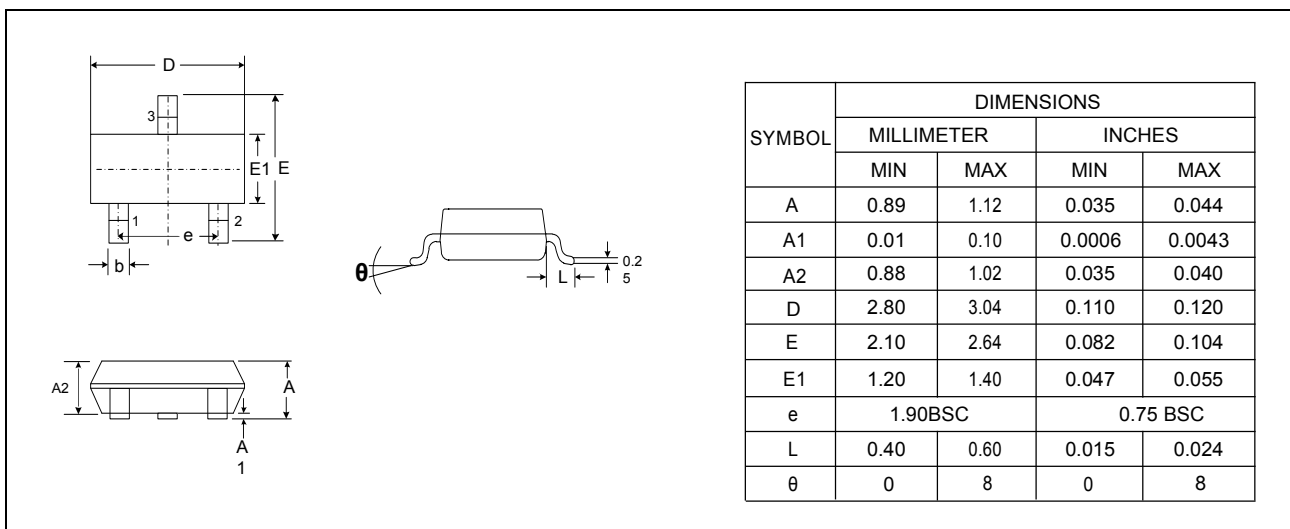 D
3
E1 E
1 2
e
b
θ
L
0.2
5
A2
A
A
1
DIMENSIONS
SYMBOL MILLIMETER INCHES
MIN MAX MIN MAX
A 0.89 1.12 0.035 0.044
A1 0.01 0.10 0.0006 0.0043
A2 0.88 1.02 0.035 0.040
D 2.80 3.04 0.110 0.120
E 2.10 2.64 0.082 0.104
E1 1.20 1.40 0.047 0.055
e 1.90BSC 0.75 BSC
L 0.40 0.60 0.015 0.024
θ 0 8 0 8